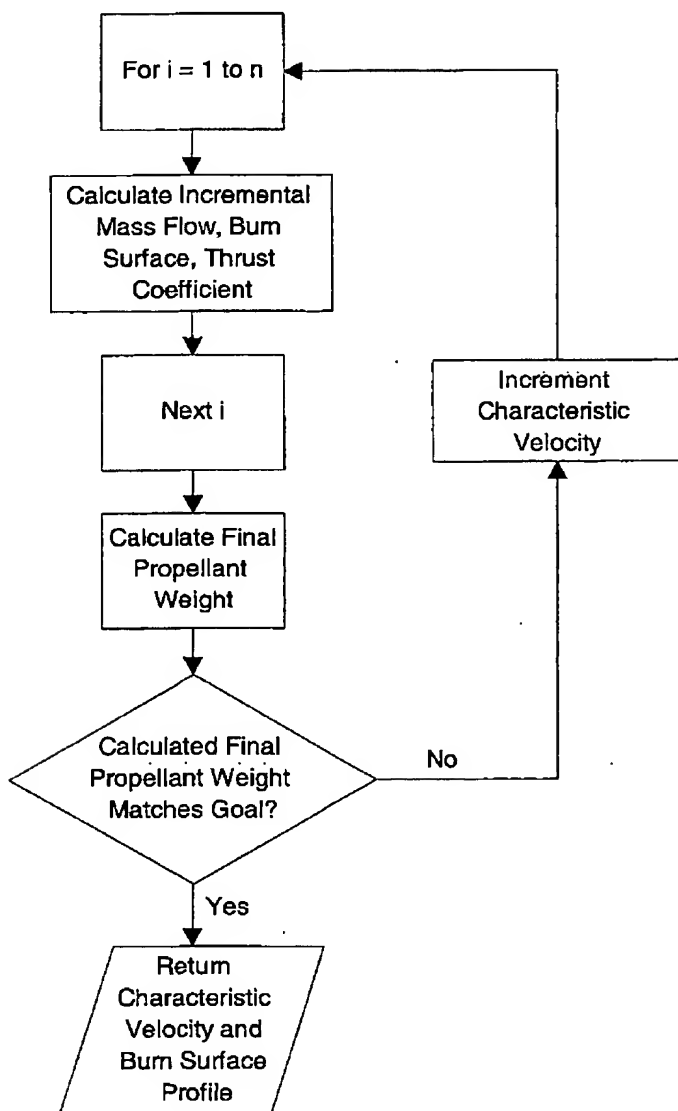 For i = 1 to n
Calculate Incremental
Mass Flow, Burn
Surface, Thrust
Coefficient
Next i
Increment
Characteristic
Velocity
Calculate Final
Propellant
Weight
Calculated Final
Propellant Weight
Matches Goal?
No
Yes
Return
Characteristic
Velocity and
Burn Surface
Profile